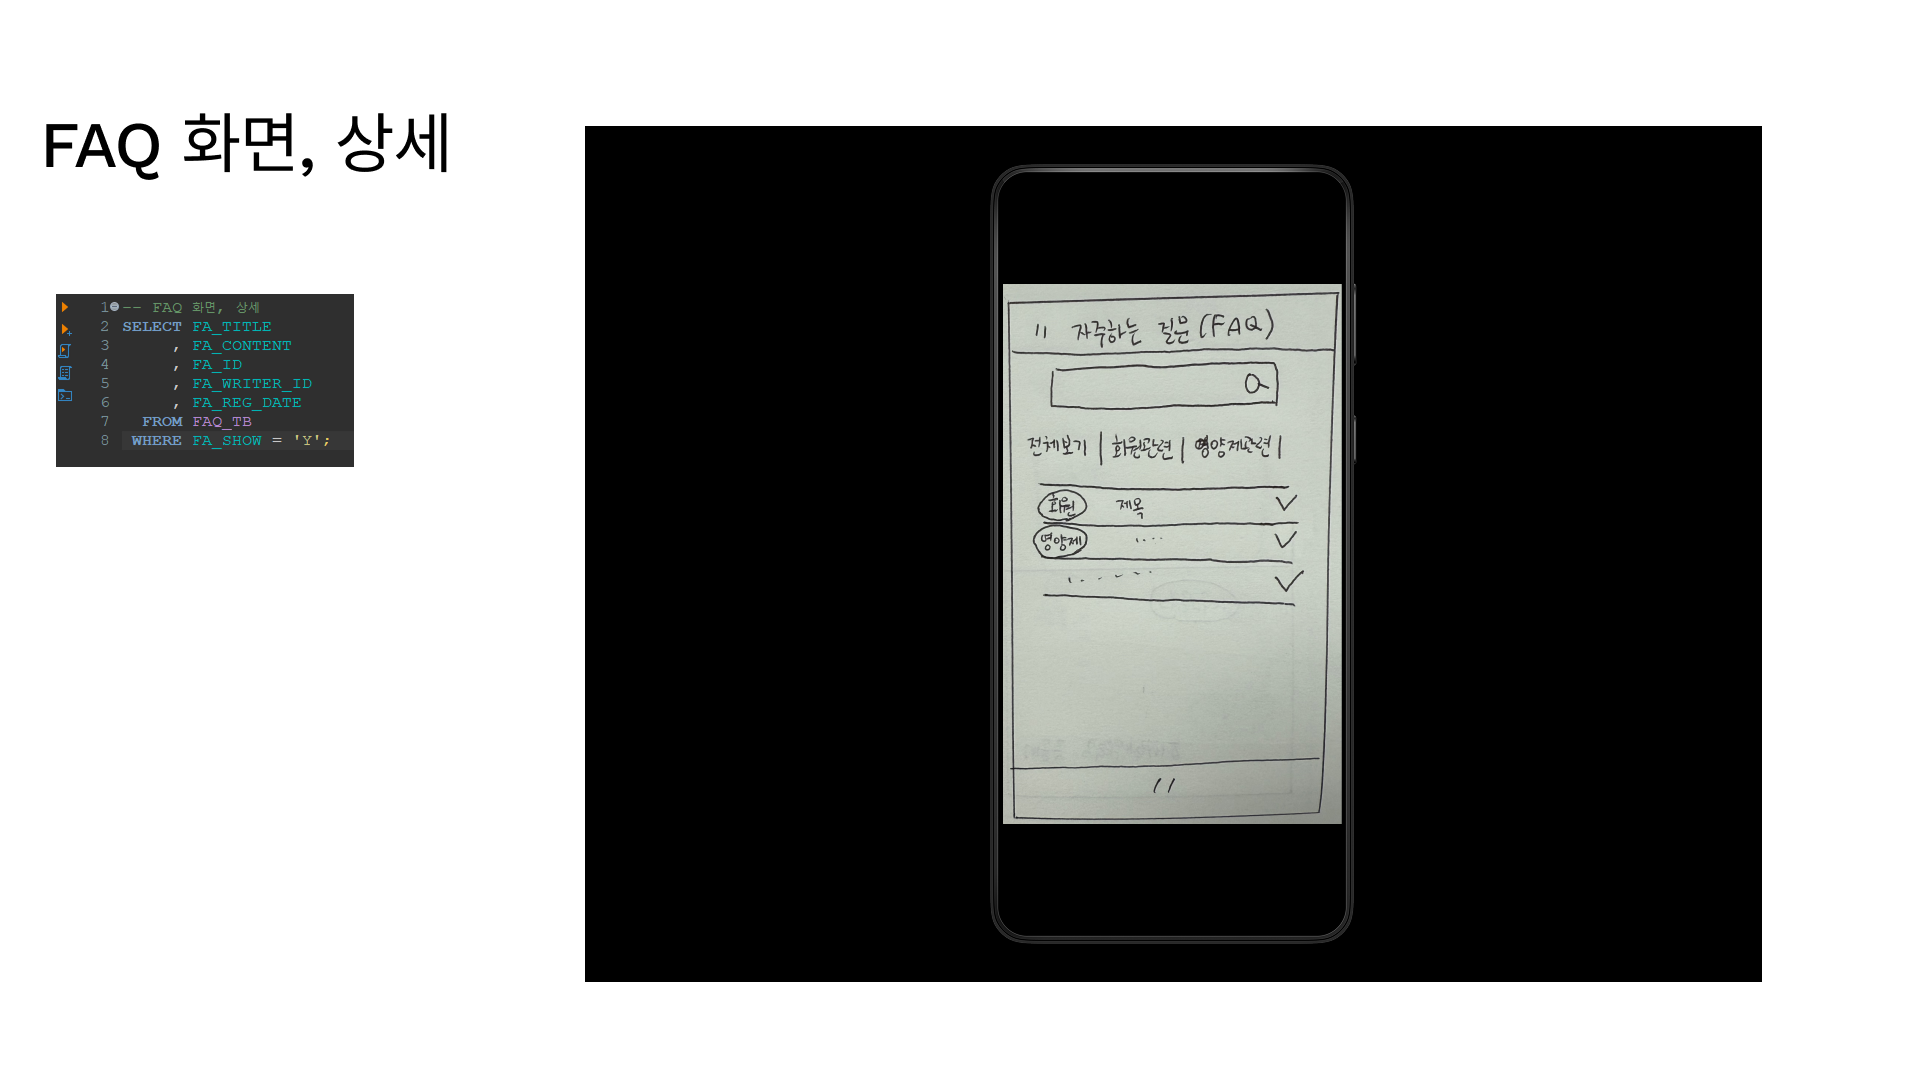 FAQ 화면, 상세
1 -- FAQ 화면, 상세
2 SELECT FA_TITLE
3 , FA_CONTENT
4 , FA_ID
5 , FA_WRITER_ID
6 , FA_REG_DATE
7 FROM FAQ_TB
8 WHERE FA_SHOW = 'Y';
〃 자주하는 질문(FAQ)
전체보기 | 회원관련 | 영양제관련 |
회원 제목
영양제 ....
〃